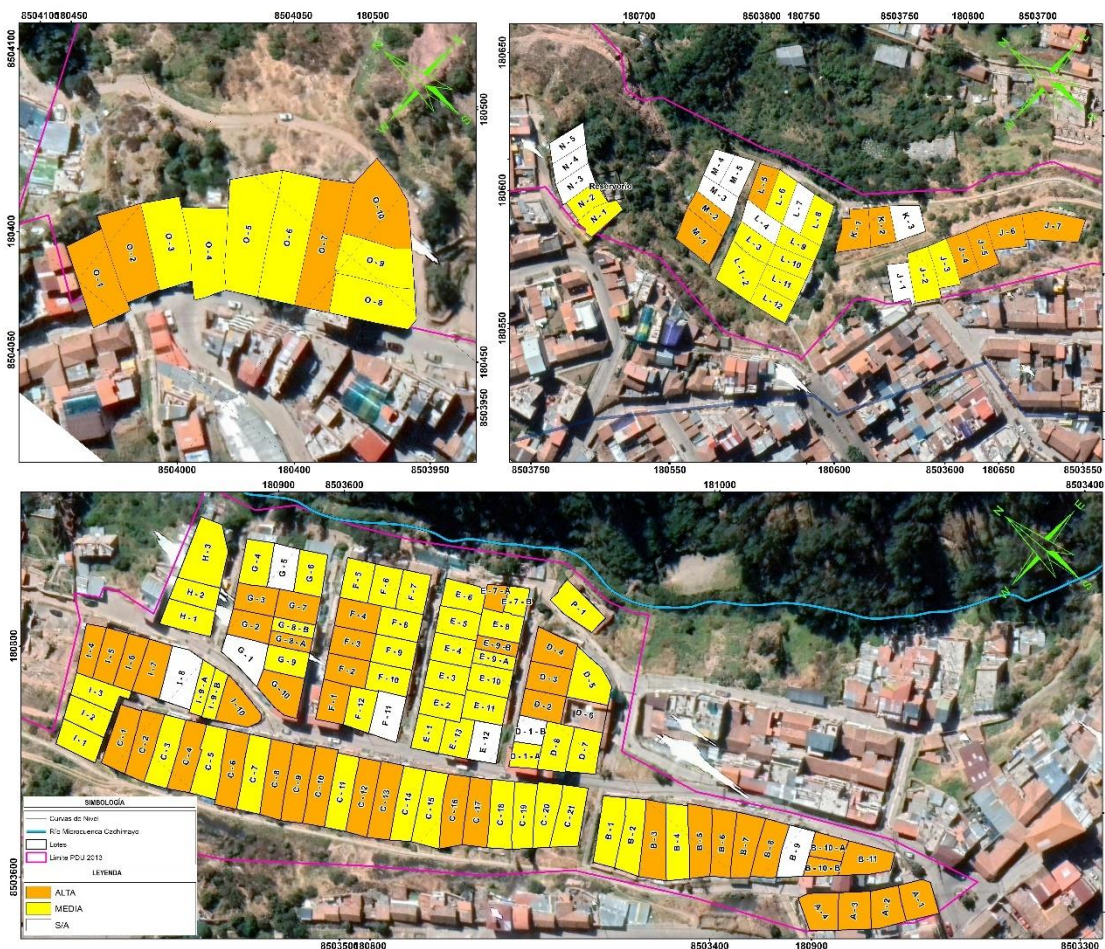 8504100
180450
8504050
180500
8504100
N
E
W
S
180500
180400
O - 1
O - 2
O - 3
O - 4
O - 5
O - 6
O - 7
O - 10
O - 9
O - 8
8504050
180450
8503950
8504000
180400
8503950
180700
8503800
180750
8503750
180800
8503700
180650
N
E
W
S
180600
180550
N - 5
N - 4
N - 3
N - 2
N - 1
Reservorio
M - 4
M - 5
M - 3
M - 2
M - 1
L - 5
L - 6
L - 7
L - 8
L - 4
L - 3
L - 9
L - 10
L - 11
L - 12
K - 2
K - 3
J - 1
J - 2
J - 3
J - 4
J - 5
J - 6
J - 7
8503750
180550
180600
8503600
180650
8503550
180900
8503600
181000
8503400
N
E
W
S
180800
8503600
H - 3
H - 2
H - 1
G - 4
G - 5
G - 6
G - 3
G - 7
G - 2
G - 8 - B
G - 8 - A
G - 1
G - 9
G - 10
F - 5
F - 6
F - 7
F - 4
F - 3
F - 9
F - 2
F - 10
F - 1
F - 12
F - 11
E - 6
E - 7 - A
E - 7 - B
E - 5
E - 8
E - 9 - B
E - 4
E - 9 - A
E - 3
E - 10
E - 2
E - 11
E - 1
E - 13
E - 12
P - 1
D - 4
D - 3
D - 5
D - 2
D - 6
D - 1 - B
D - 1 - A
D - 8
D - 7
I - 4
I - 5
I - 6
I - 7
I - 8
I - 9 - A
I - 9 - B
I - 10
I - 3
I - 2
I - 1
C - 1
C - 2
C - 3
C - 4
C - 5
C - 6
C - 7
C - 8
C - 9
C - 10
C - 11
C - 12
C - 13
C - 14
C - 15
C - 16
C - 17
C - 18
C - 19
C - 20
C - 21
B - 1
B - 2
B - 3
B - 4
B - 5
B - 6
B - 7
B - 8
B - 9
B - 10 - A
B - 10 - B
B - 11
A - 4
A - 3
A - 2
A - 1
SIMBOLOGÍA
Curvas de Nivel
Río Microcuenca Cachimayo
Lotes
Límite PDU 2013
LEYENDA
ALTA
MEDIA
S/A
8503500
180800
8503400
180900
8503300